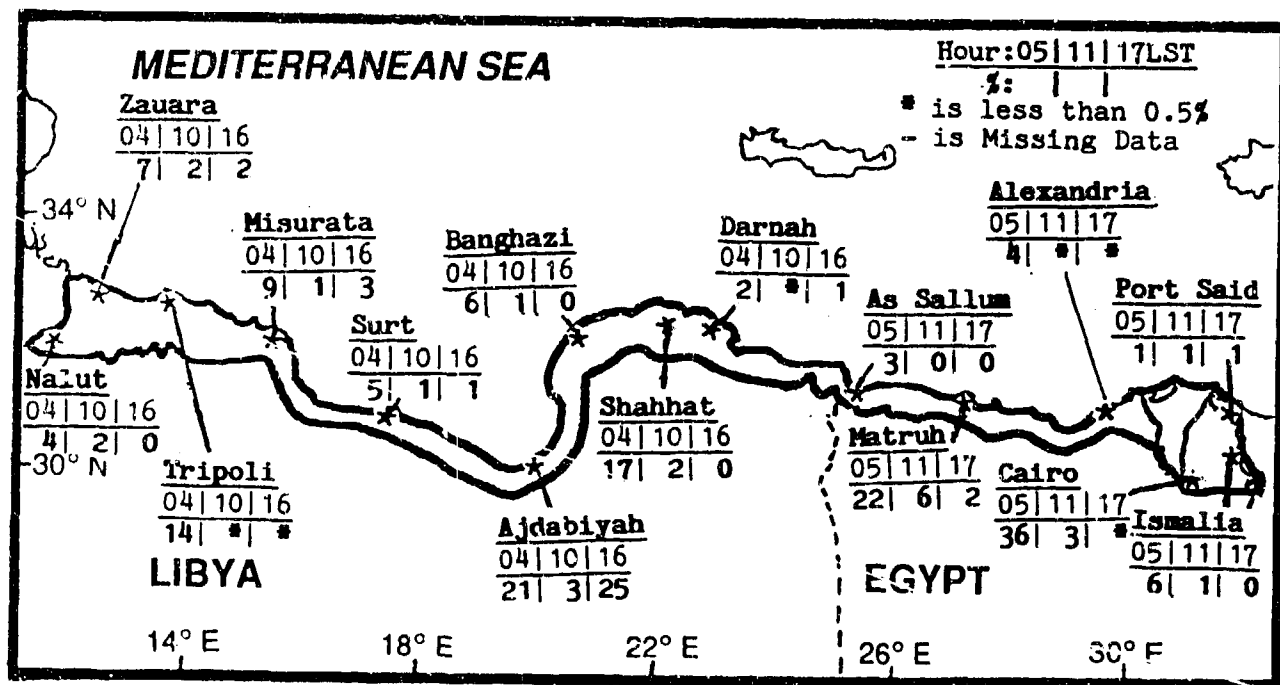 MEDITERRANEAN SEA
Hour:05|11|17LST
%: | |
* is less than 0.5%
- is Missing Data
Zauara
04|10|16
7| 2| 2
34° N
Misurata
04|10|16
9| 1| 3
Banghazi
04|10|16
6| 1| 0
Darnah
04|10|16
2| *| 1
Alexandria
05|11|17
4| *| *
Surt
04|10|16
5| 1| 1
As Sallum
05|11|17
3| 0| 0
Port Said
05|11|17
1| 1| 1
Nalut
04|10|16
4| 2| 0
30° N
Tripoli
04|10|16
14| *| *
Shahhat
04|10|16
17| 2| 0
Matruh
05|11|17
22| 6| 2
Cairo
05|11|17
36| 3| *
Ajdabiyah
04|10|16
21| 3|25
Ismalia
05|11|17
6| 1| 0
LIBYA
EGYPT
14° E
18° E
22° E
26° E
30° E